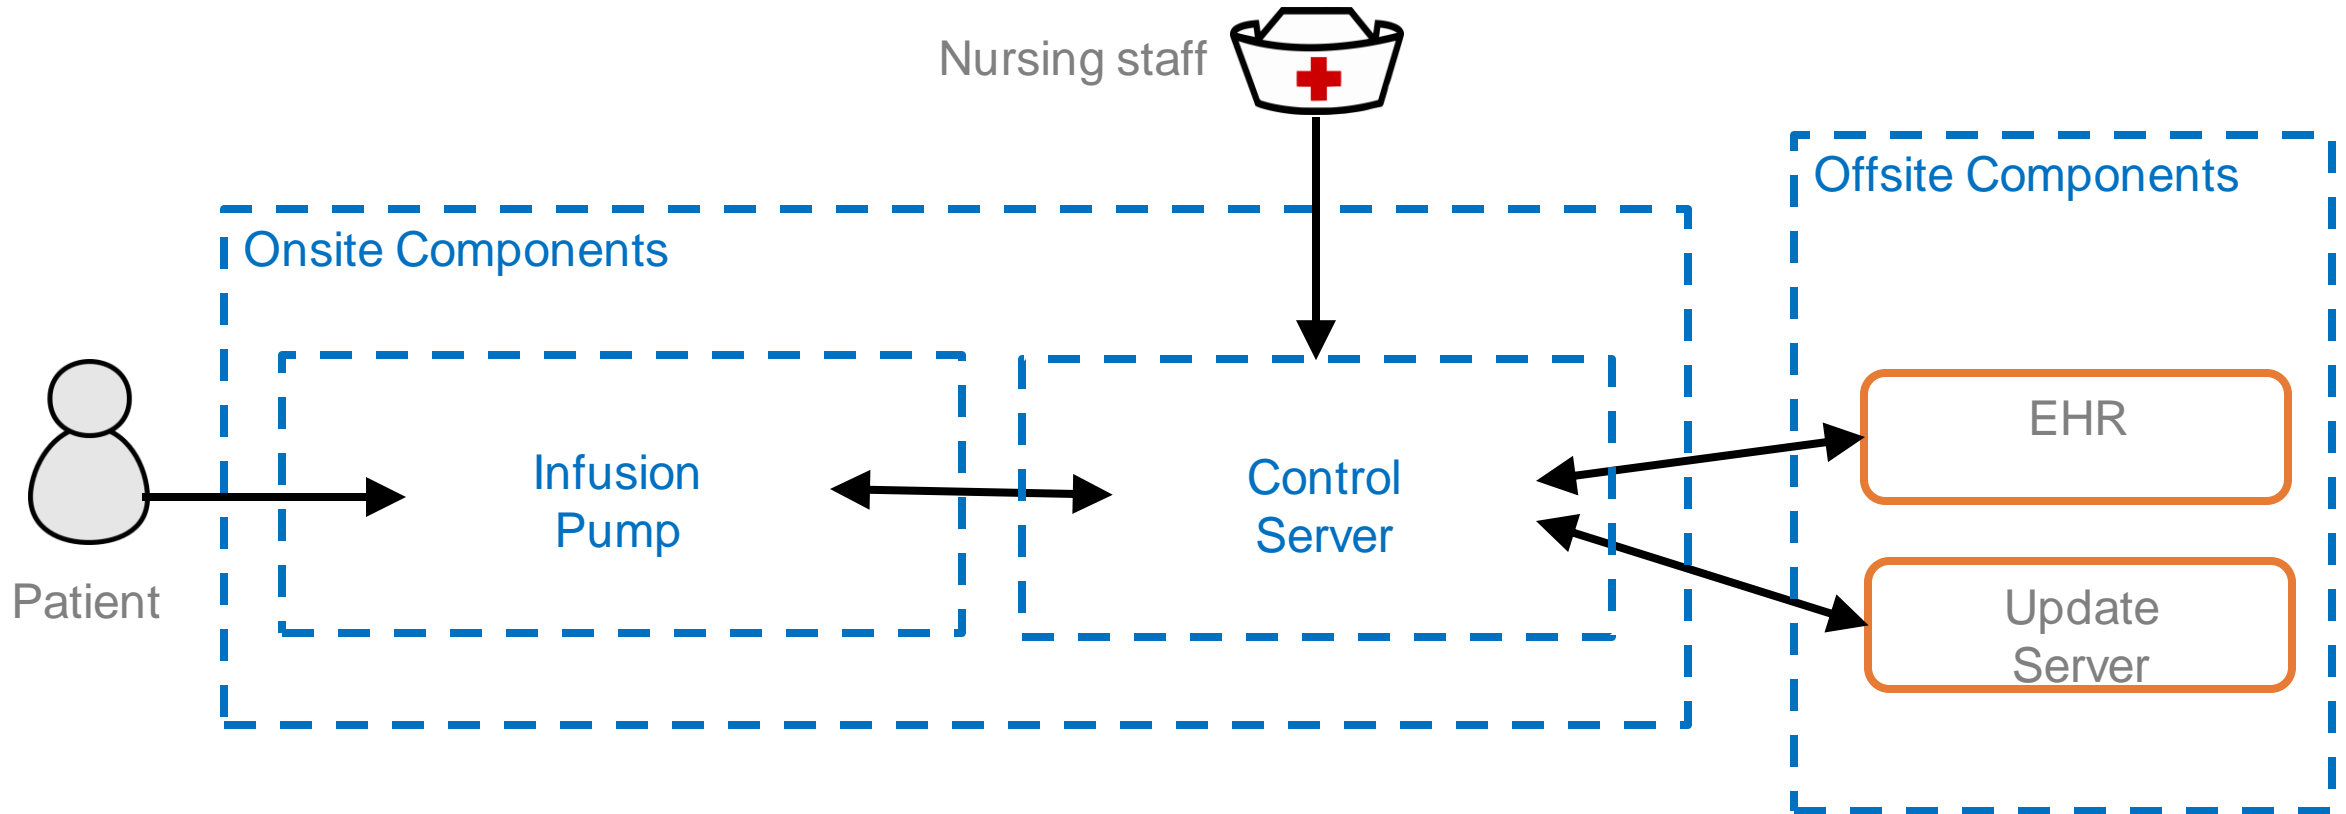 Nursing staff
Offsite Components
Onsite Components
Infusion
Pump
Control
Server
EHR
Update
Server
Patient